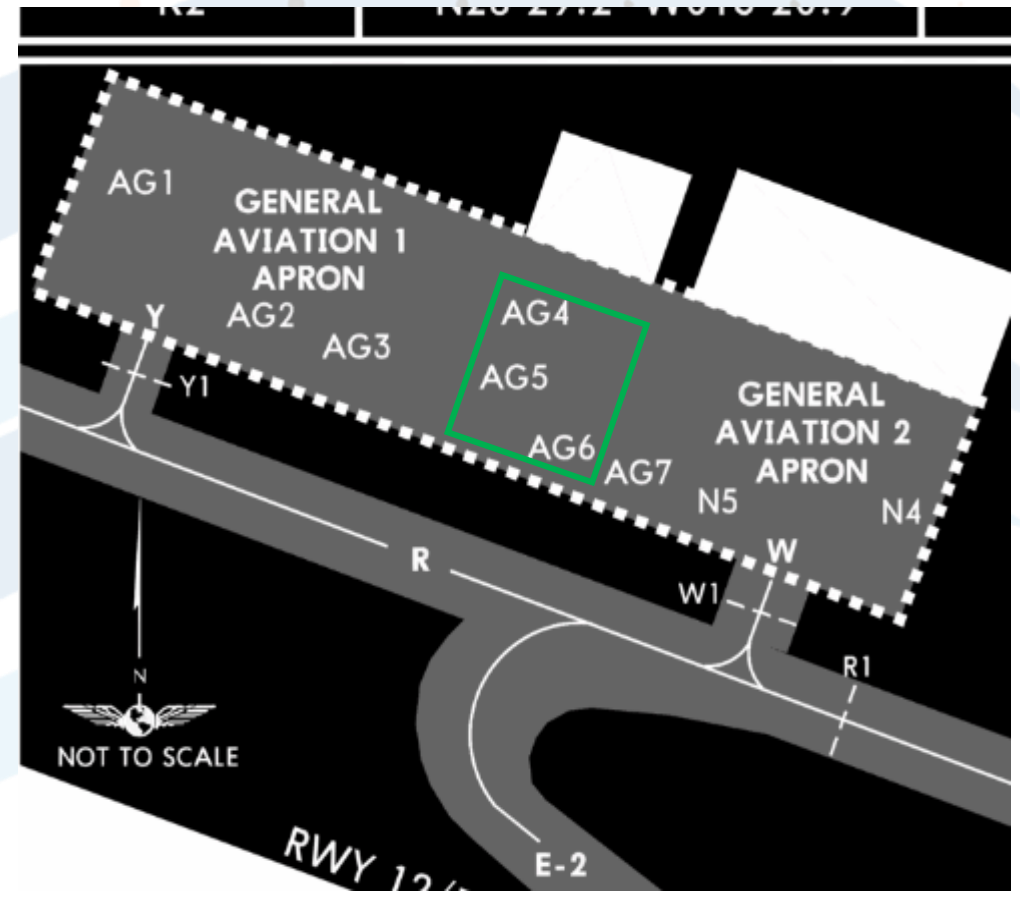 AG1
GENERAL
AVIATION 1
APRON
AG2
AG3
Y
Y1
AG4
AG5
AG6
AG7
GENERAL
AVIATION 2
APRON
N5
N4
W
W1
R
R1
N
NOT TO SCALE
E-2
RWY